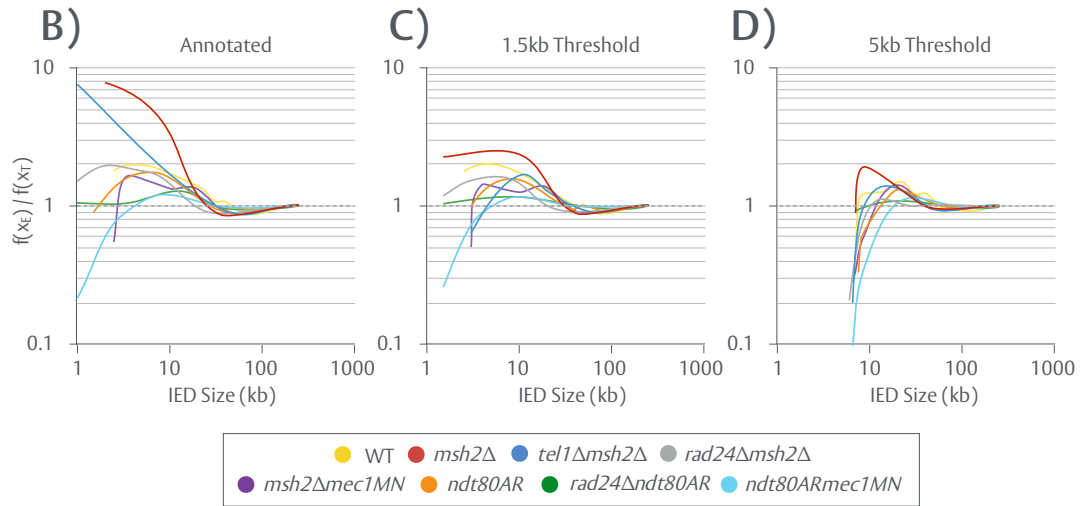 B) Annotated
C) 1.5kb Threshold
D) 5kb Threshold
f(xE) / f(xT)
10
1
0.1
1 10 100 1000
IED Size (kb)
10
1
0.1
1 10 100 1000
IED Size (kb)
10
1
0.1
1 10 100 1000
IED Size (kb)
WT msh2Δ tel1Δmsh2Δ rad24Δmsh2Δ
msh2Δmec1MN ndt80AR rad24Δndt80AR ndt80ARmec1MN